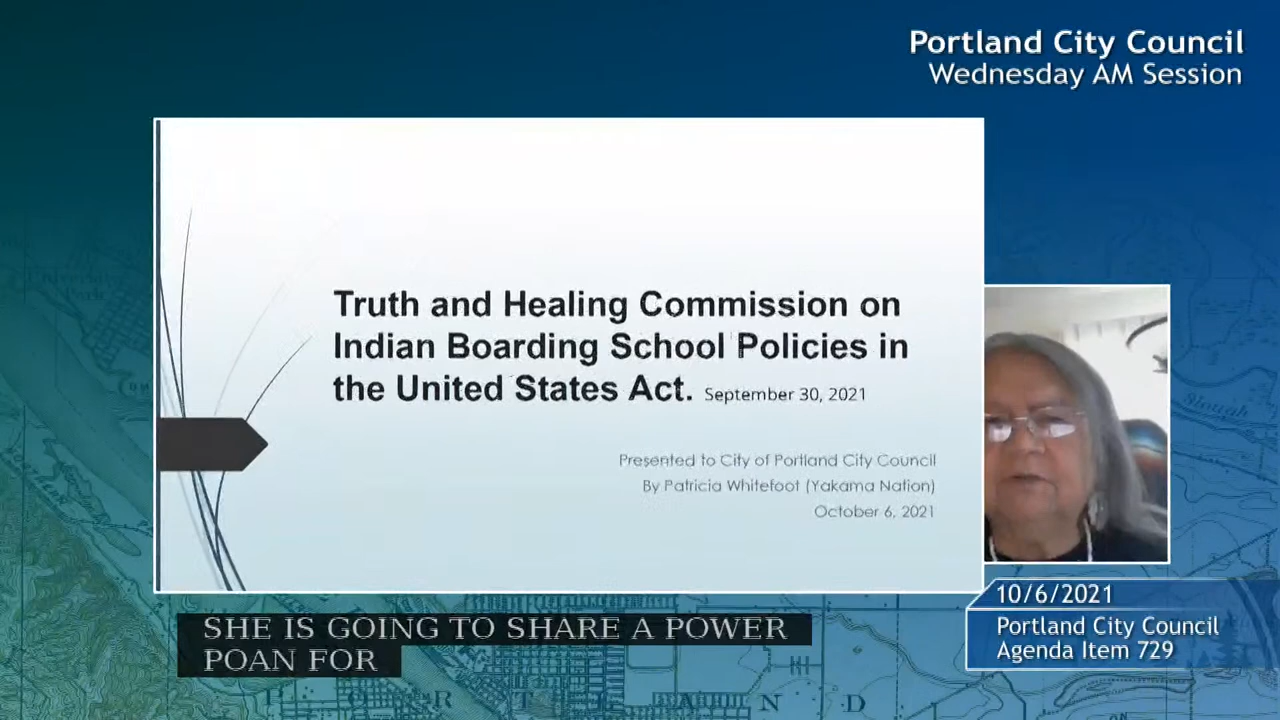 Portland City Council
Wednesday AM Session
Truth and Healing Commission on
Indian Boarding School Policies in
the United States Act. September 30, 2021
Presented to City of Portland City Council
By Patricia Whitefoot (Yakama Nation)
October 6, 2021
10/6/2021
Portland City Council
Agenda Item 729
SHE IS GOING TO SHARE A POWER
POAN FOR
Slough
P O R T L A N D